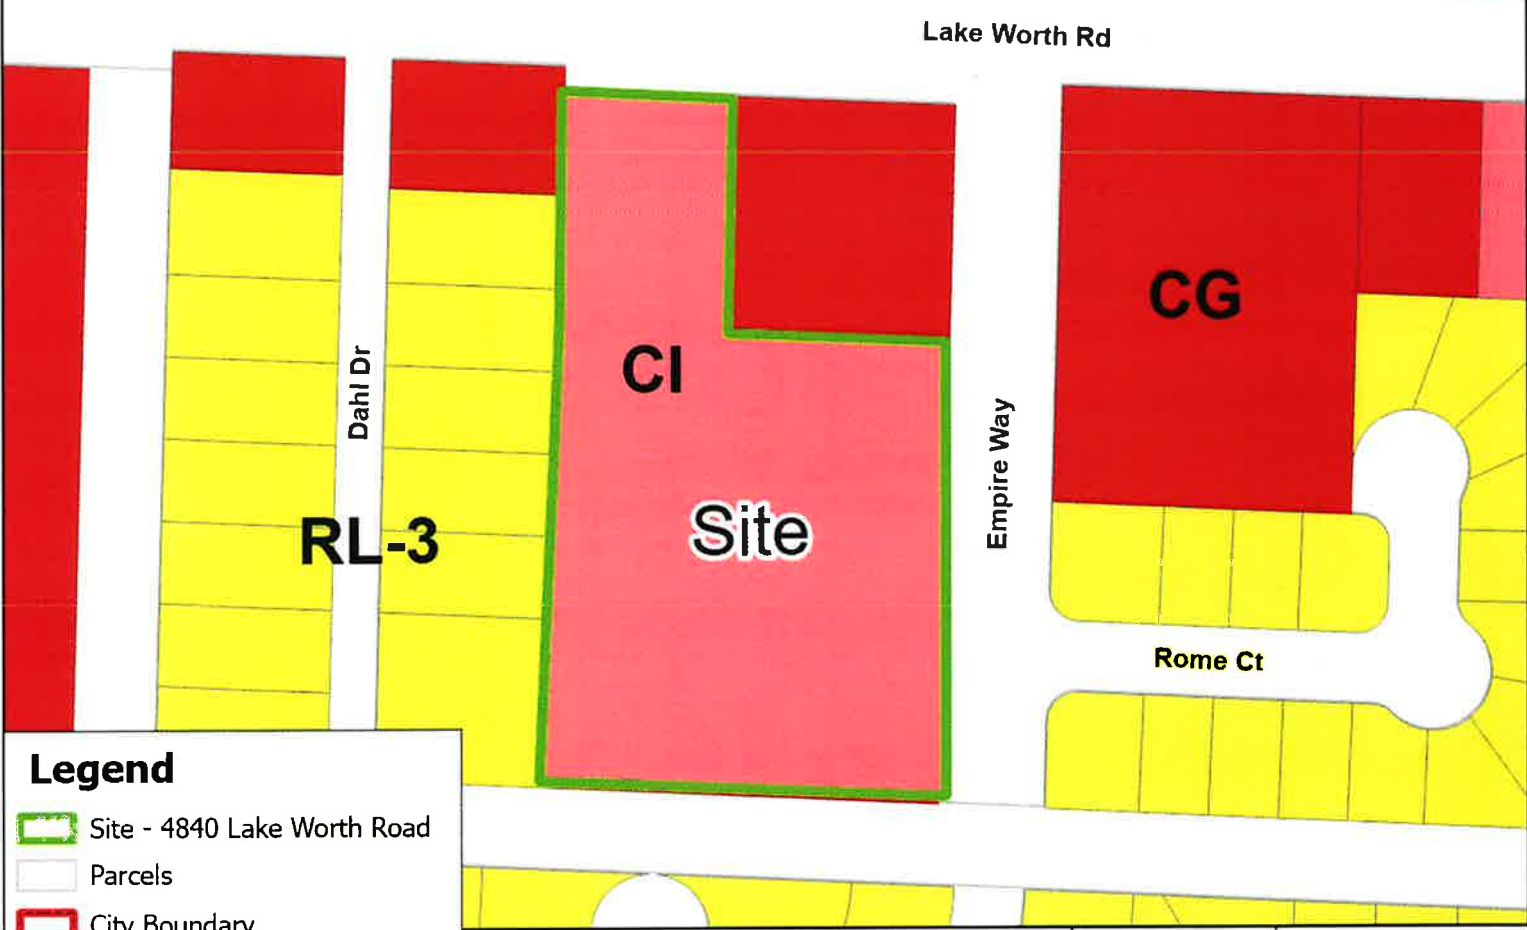 Lake Worth Rd
CG
CI
Dahl Dr
Empire Way
Site
RL-3
Rome Ct
Legend
Site - 4840 Lake Worth Road
Parcels
City Boundary